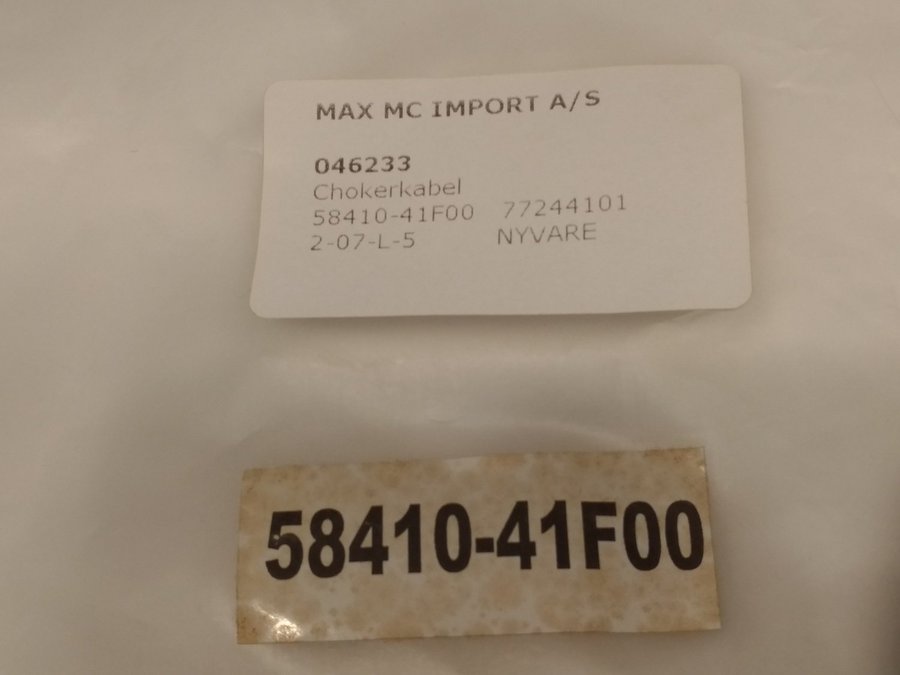 MAX MC IMPORT A/S
046233
Chokerkabel
58410-41F00 77244101
2-07-L-5 NYVARE
58410-41F00